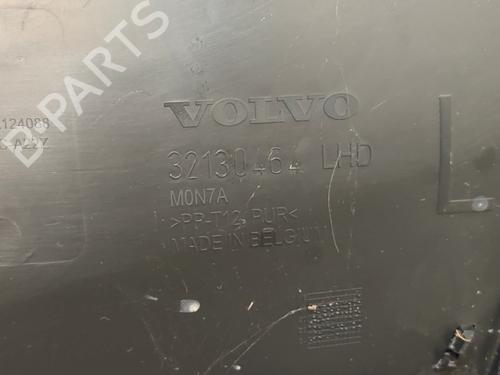 VOLVO
32130464 LHD
M0N7A
>PP-T12/PUR<
MADE IN BELGIUM
L
124088
B-PARTS